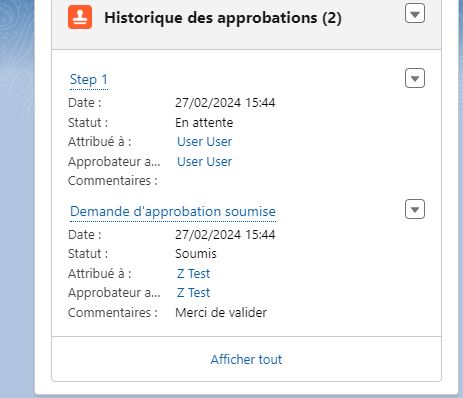 Historique des approbations (2)
Step 1
Date : 27/02/2024 15:44
Statut : En attente
Attribué à : User User
Approbateur a... User User
Commentaires :
Demande d'approbation soumise
Date : 27/02/2024 15:44
Statut : Soumis
Attribué à : Z Test
Approbateur a... Z Test
Commentaires : Merci de valider
Afficher tout